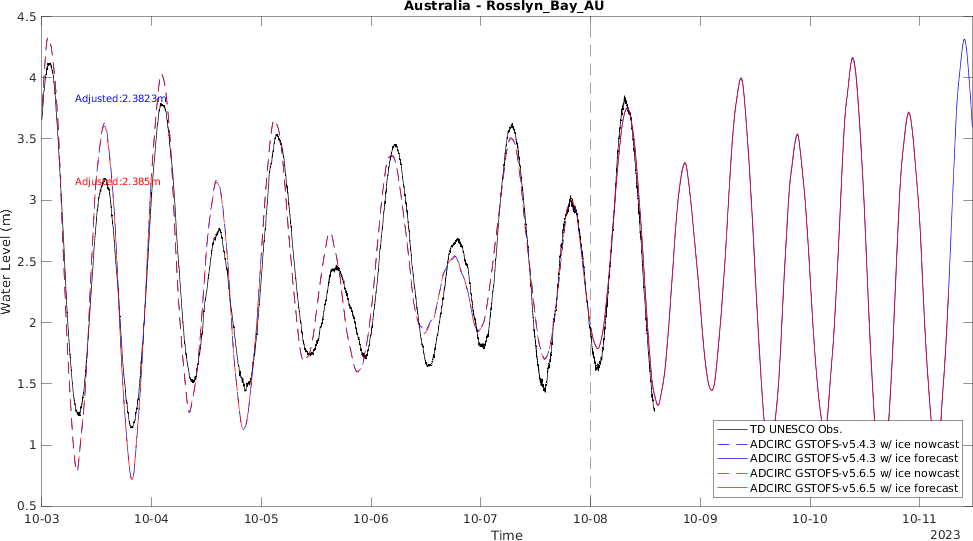 Australia - Rosslyn_Bay_AU
Water Level (m)
4.5
4
3.5
3
2.5
2
1.5
1
0.5
Adjusted:2.3823m
Adjusted:2.385m
TD UNESCO Obs.
ADCIRC GSTOFS-v5.4.3 w/ ice nowcast
ADCIRC GSTOFS-v5.4.3 w/ ice forecast
ADCIRC GSTOFS-v5.6.5 w/ ice nowcast
ADCIRC GSTOFS-v5.6.5 w/ ice forecast
10-03 10-04 10-05 10-06 10-07 10-08 10-09 10-10 10-11
Time
2023